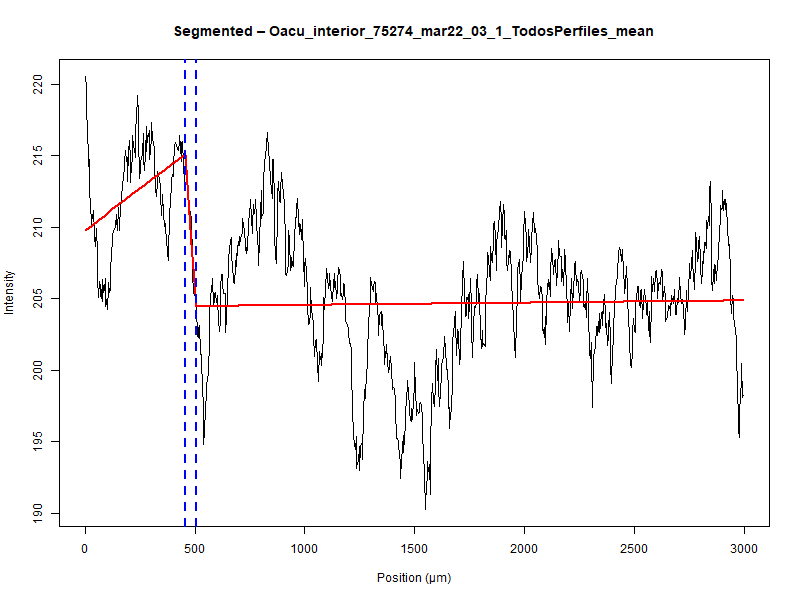 Segmented – Oacu_interior_75274_mar22_03_1_TodosPerfiles_mean
220
215
210
205
200
195
190
Intensity
0 500 1000 1500 2000 2500 3000
Position (µm)